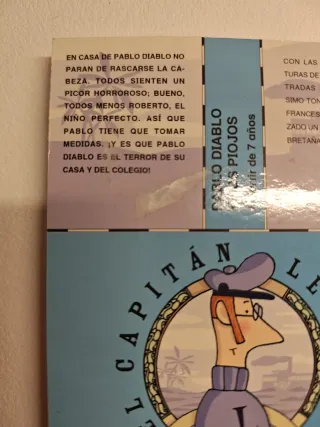 EN CASA DE PABLO DIABLO NO
PARAN DE RASCARSE LA CA-
BEZA. TODOS SIENTEN UN
PICOR HORROROSO; BUENO,
TODOS MENOS ROBERTO, EL
NIÑO PERFECTO. ASÍ QUE
PABLO TIENE QUE TOMAR
MEDIDAS. ¡Y ES QUE PABLO
DIABLO ES EL TERROR DE SU
CASA Y DEL COLEGIO!
PABLO DIABLO
PIOJOS
de 7 años
CON LAS
TURAS DE
TRADAS
SIMO TON
FRANCES
ZADO UN
BRETAÑA
EL CAPITÁN LE